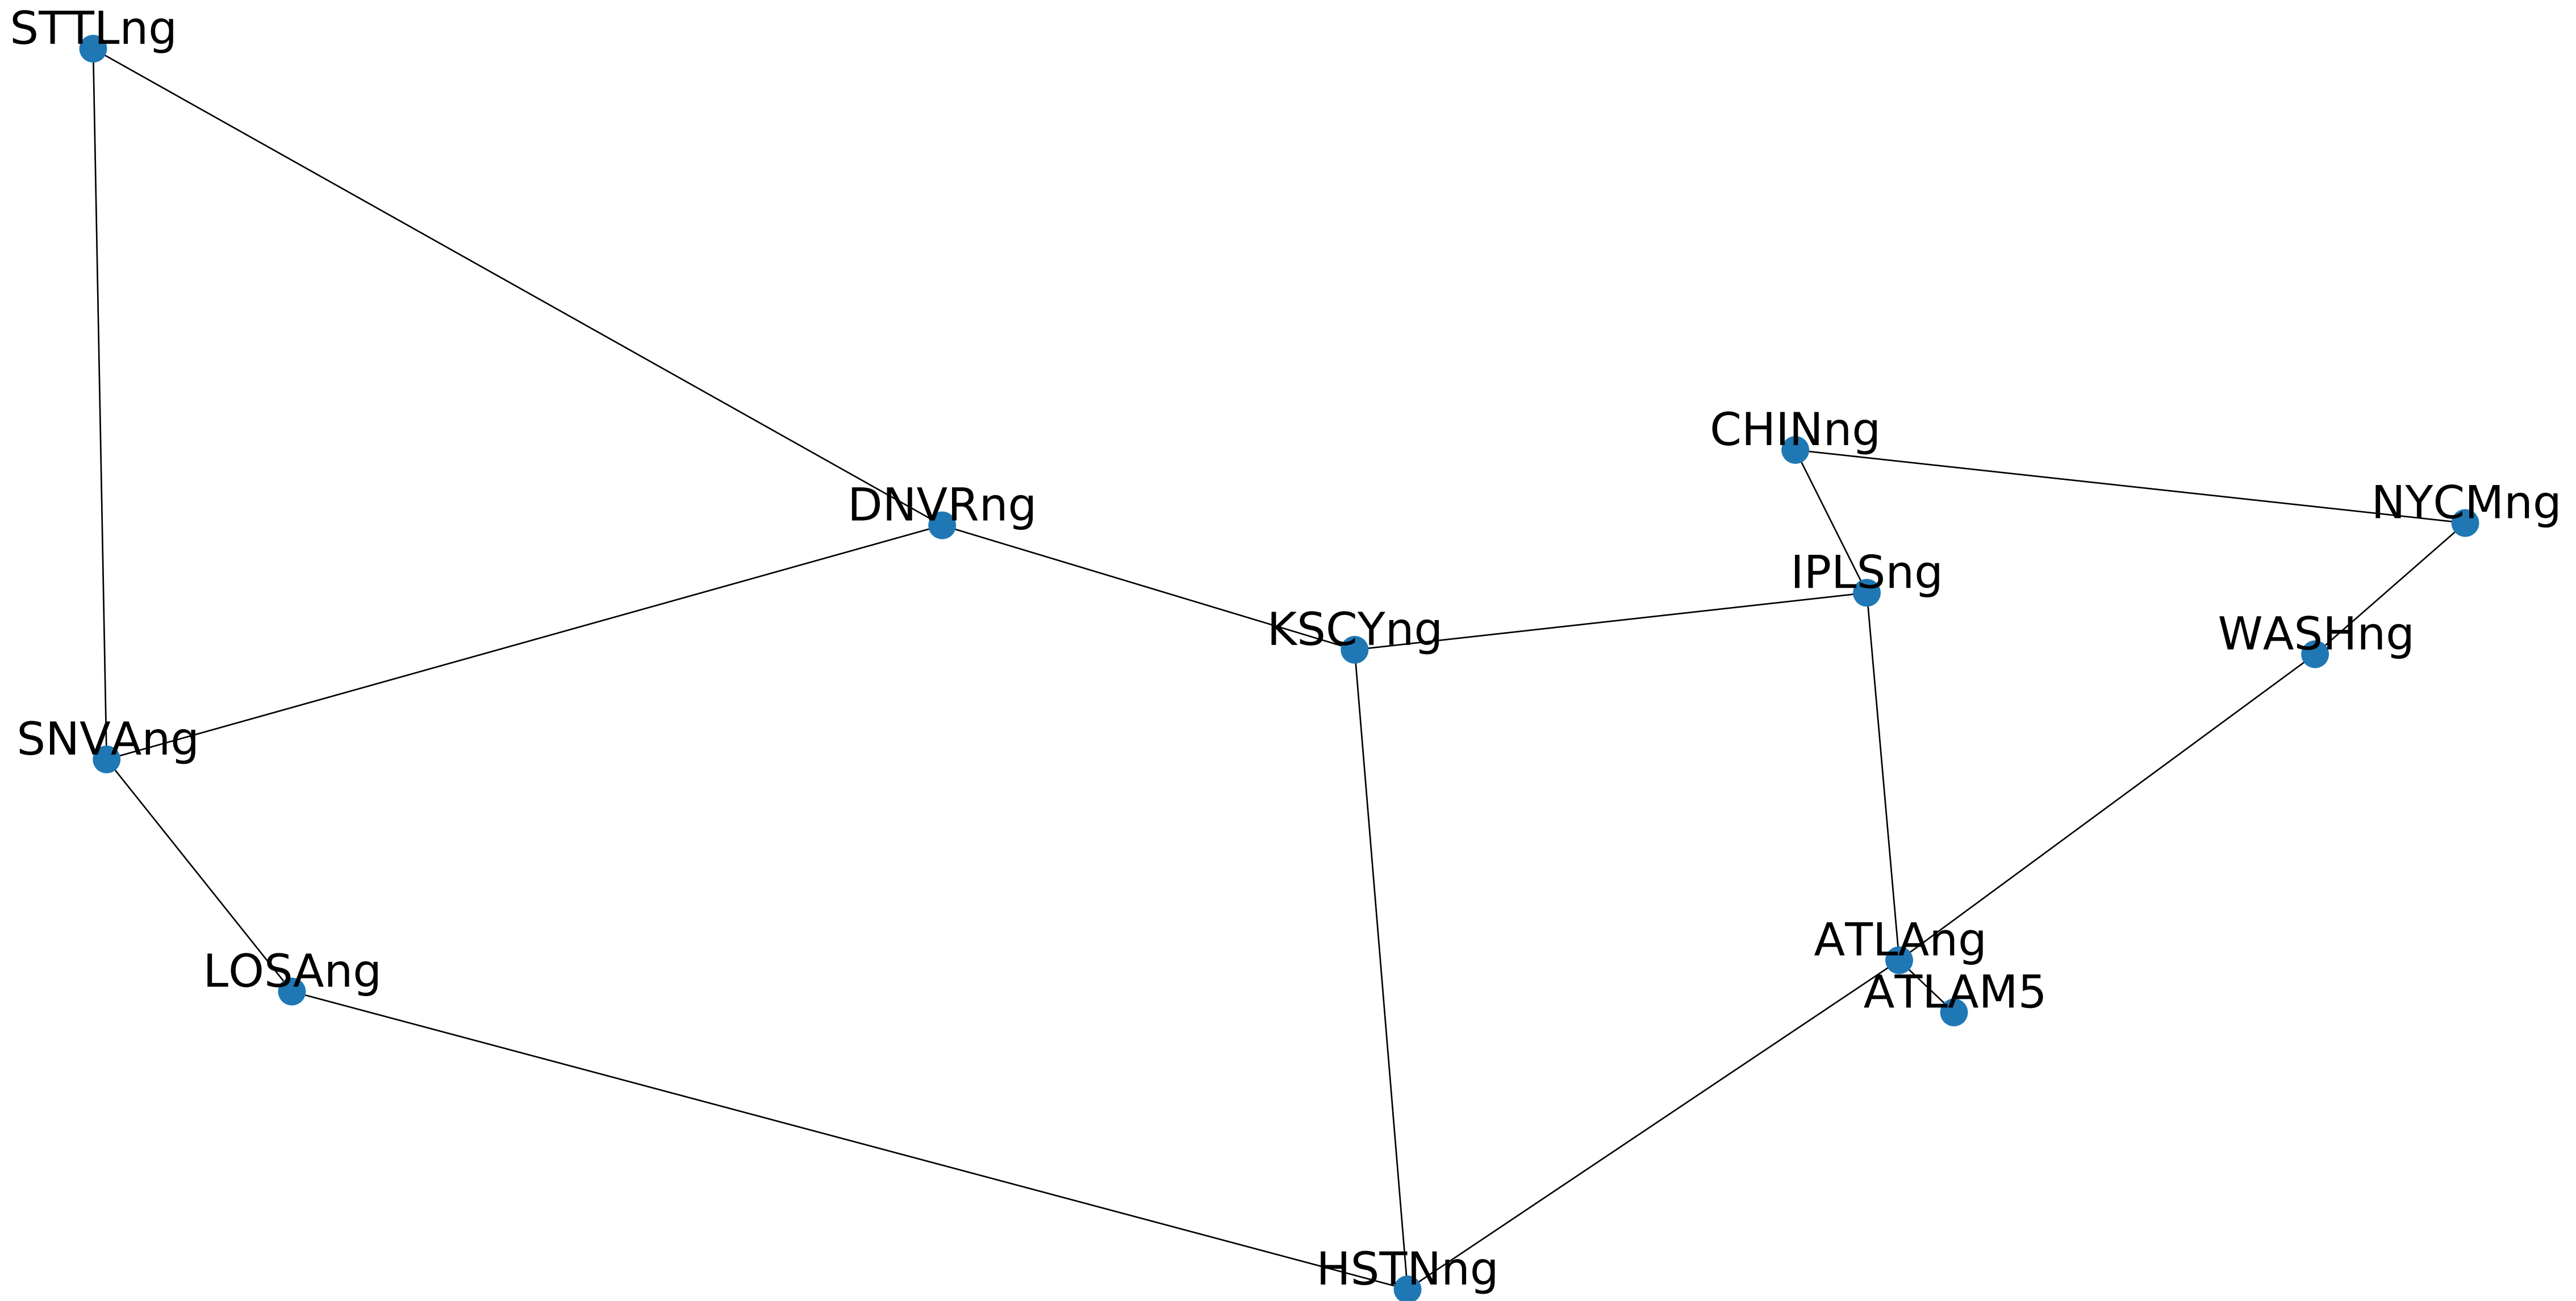 STTLng
CHINng
DNVRng
NYCMng
IPLSng
KSCYng
WASHng
SNVAng
ATLAng
LOSAng
ATLAM5
HSTNng